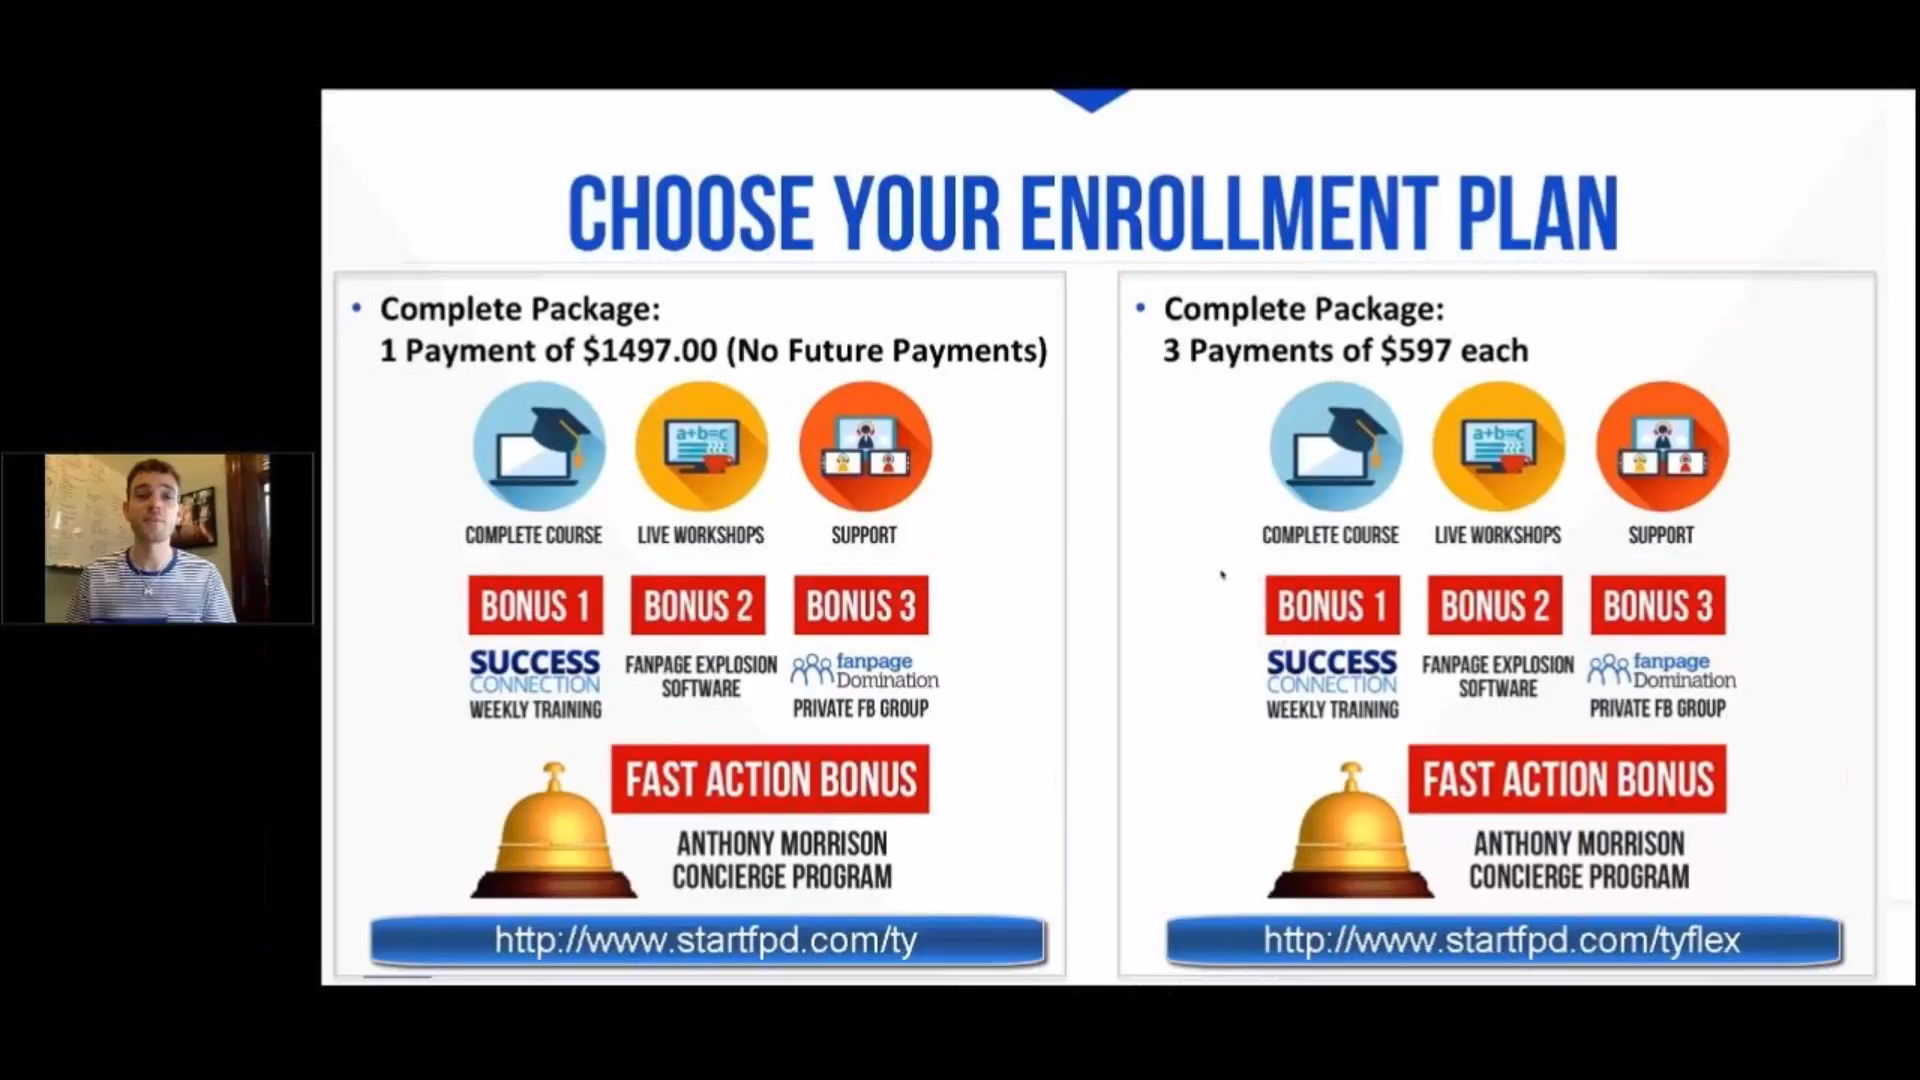 CHOOSE YOUR ENROLLMENT PLAN
• Complete Package:
1 Payment of $1497.00 (No Future Payments)
a+b=c
COMPLETE COURSE LIVE WORKSHOPS SUPPORT
BONUS 1 BONUS 2 BONUS 3
SUCCESS CONNECTION WEEKLY TRAINING
FANPAGE EXPLOSION SOFTWARE
fanpage Domination PRIVATE FB GROUP
FAST ACTION BONUS
ANTHONY MORRISON
CONCIERGE PROGRAM
http://www.startfpd.com/ty
• Complete Package:
3 Payments of $597 each
a+b=c
COMPLETE COURSE LIVE WORKSHOPS SUPPORT
BONUS 1 BONUS 2 BONUS 3
SUCCESS CONNECTION WEEKLY TRAINING
FANPAGE EXPLOSION SOFTWARE
fanpage Domination PRIVATE FB GROUP
FAST ACTION BONUS
ANTHONY MORRISON
CONCIERGE PROGRAM
http://www.startfpd.com/tyflex